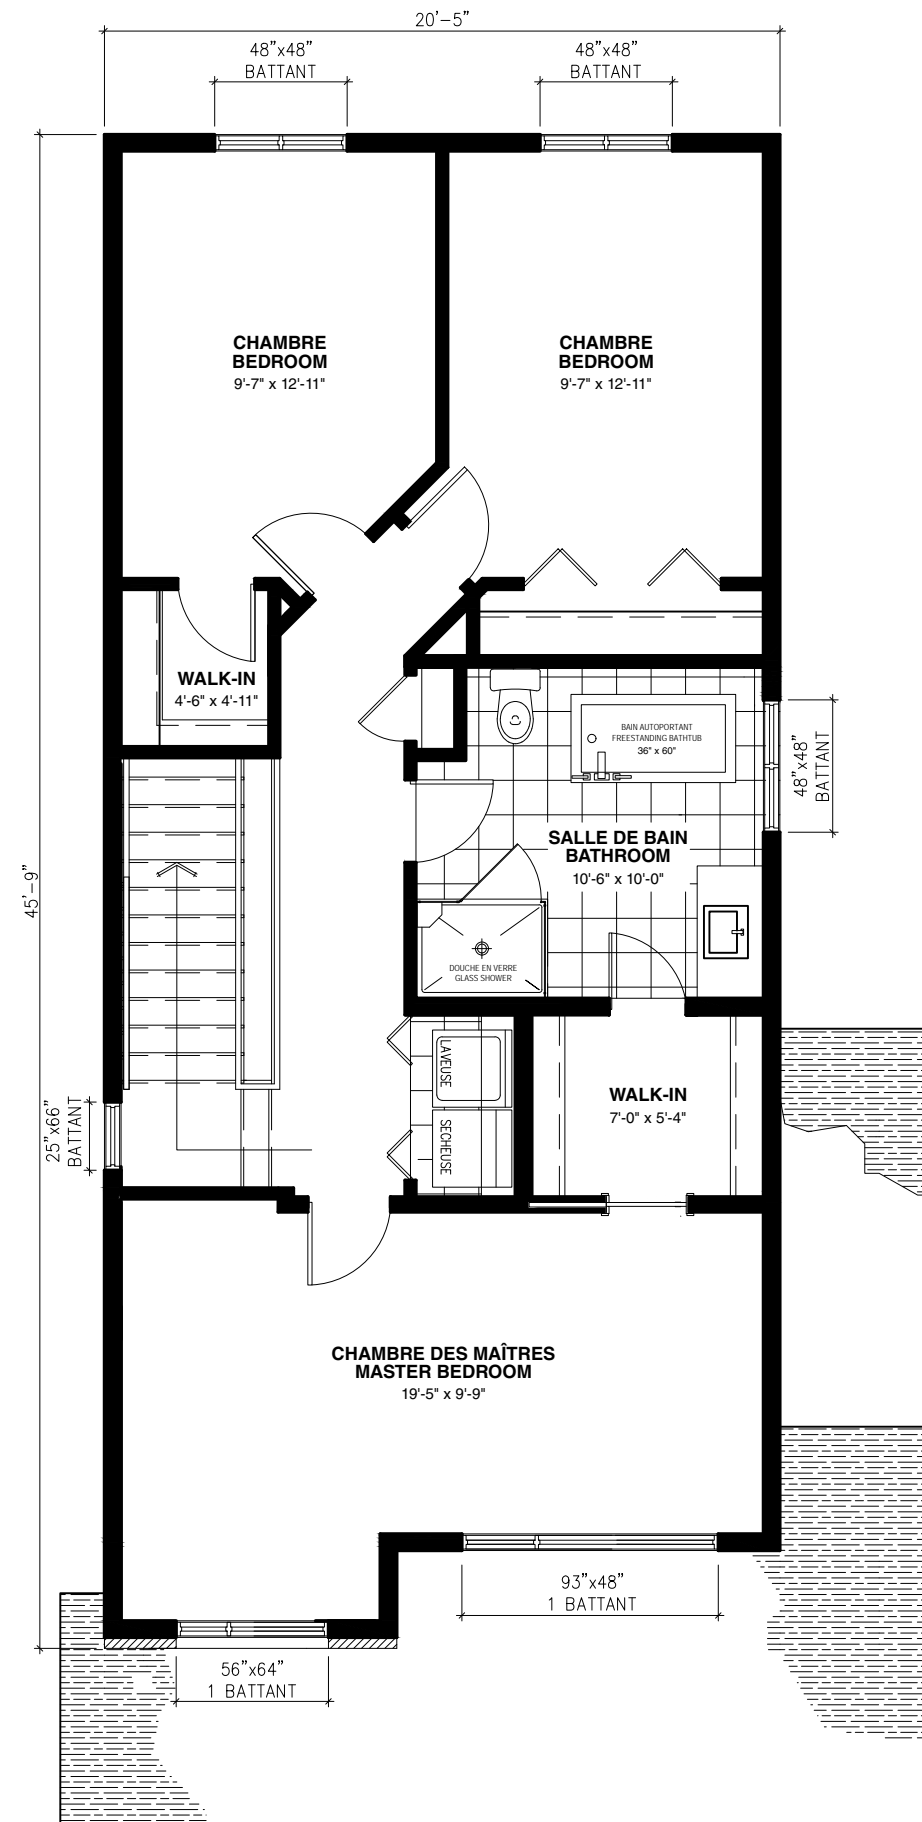 20'-5"
48"x48"
BATTANT
48"x48"
BATTANT
CHAMBRE
BEDROOM
9'-7" x 12'-11"
CHAMBRE
BEDROOM
9'-7" x 12'-11"
WALK-IN
4'-6" x 4'-11"
BAIN AUTOPORTANT
FREESTANDING BATHTUB
36" x 60"
48"x48"
BATTANT
SALLE DE BAIN
BATHROOM
10'-6" x 10'-0"
45'-9"
DOUCHE EN VERRE
GLASS SHOWER
LAVEUSE
SECHEUSE
WALK-IN
7'-0" x 5'-4"
25"x66"
BATTANT
CHAMBRE DES MAÎTRES
MASTER BEDROOM
19'-5" x 9'-9"
93"x48"
1 BATTANT
56"x64"
1 BATTANT